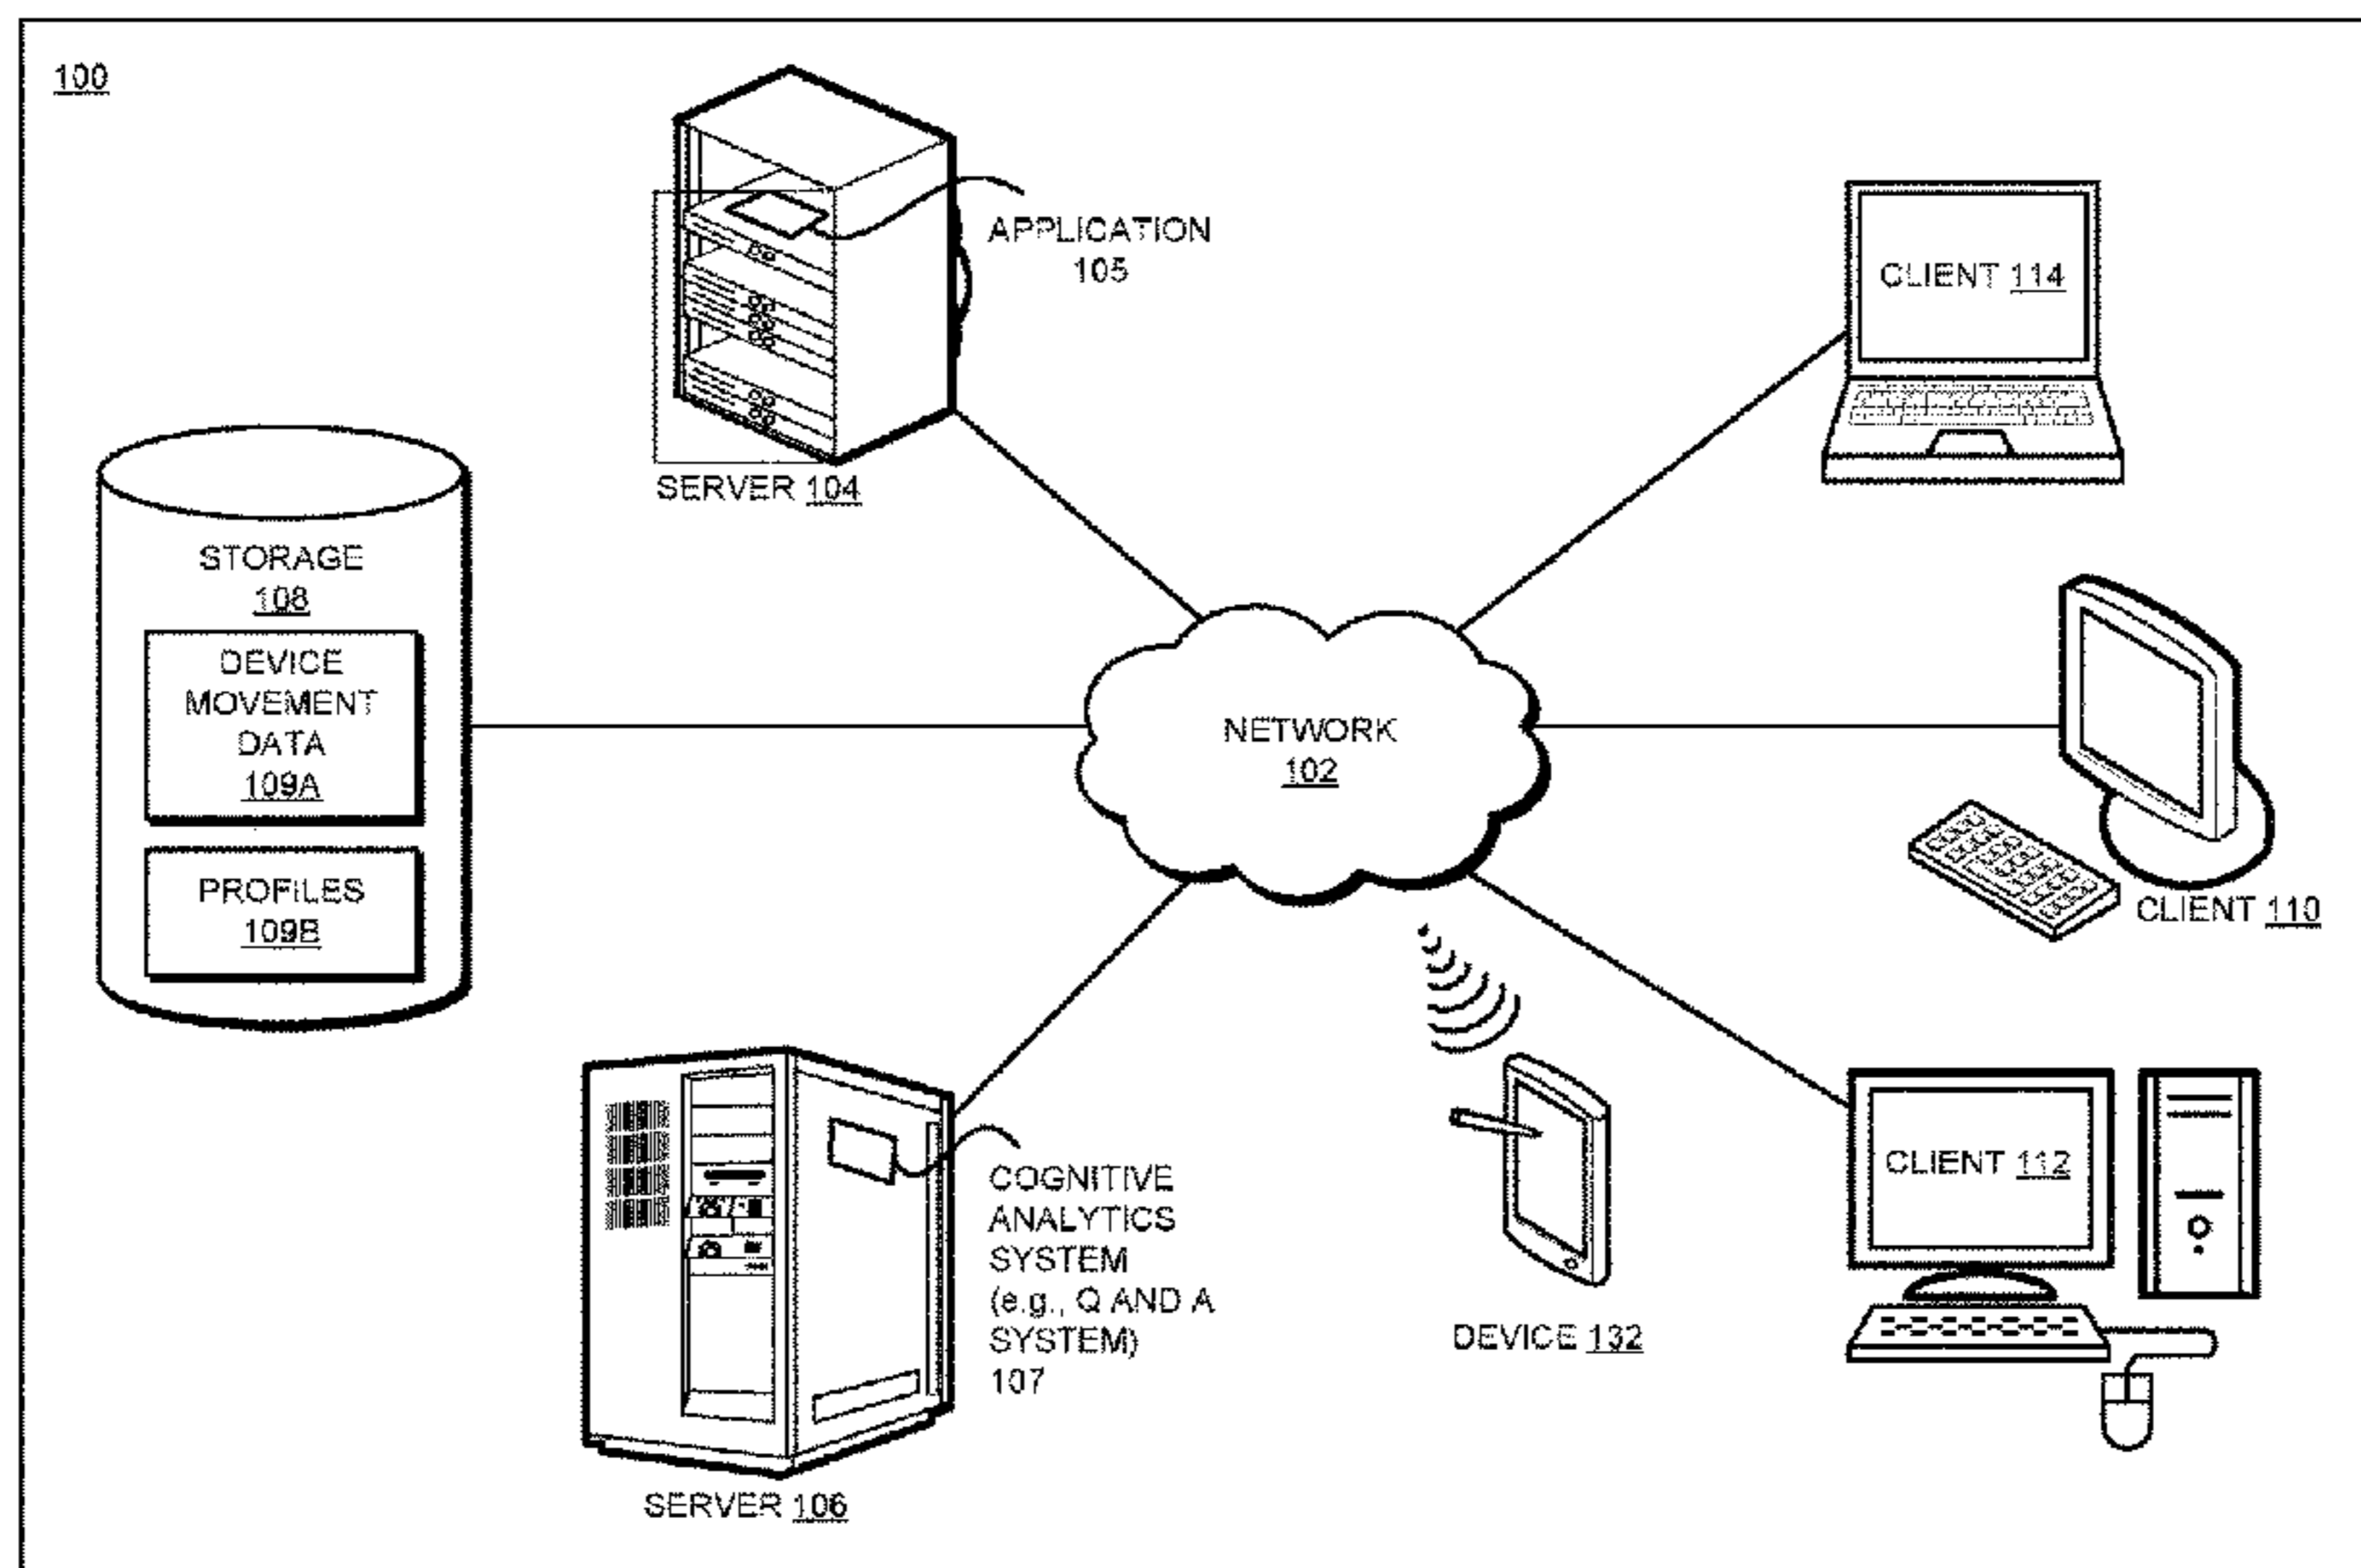 100
APPLICATION
105
SERVER 104
CLIENT 114
STORAGE
108
DEVICE
MOVEMENT
DATA
109A
PROFILES
109B
NETWORK
102
CLIENT 110
COGNITIVE
ANALYTICS
SYSTEM
(e.g., Q AND A
SYSTEM)
107
SERVER 106
DEVICE 132
CLIENT 112